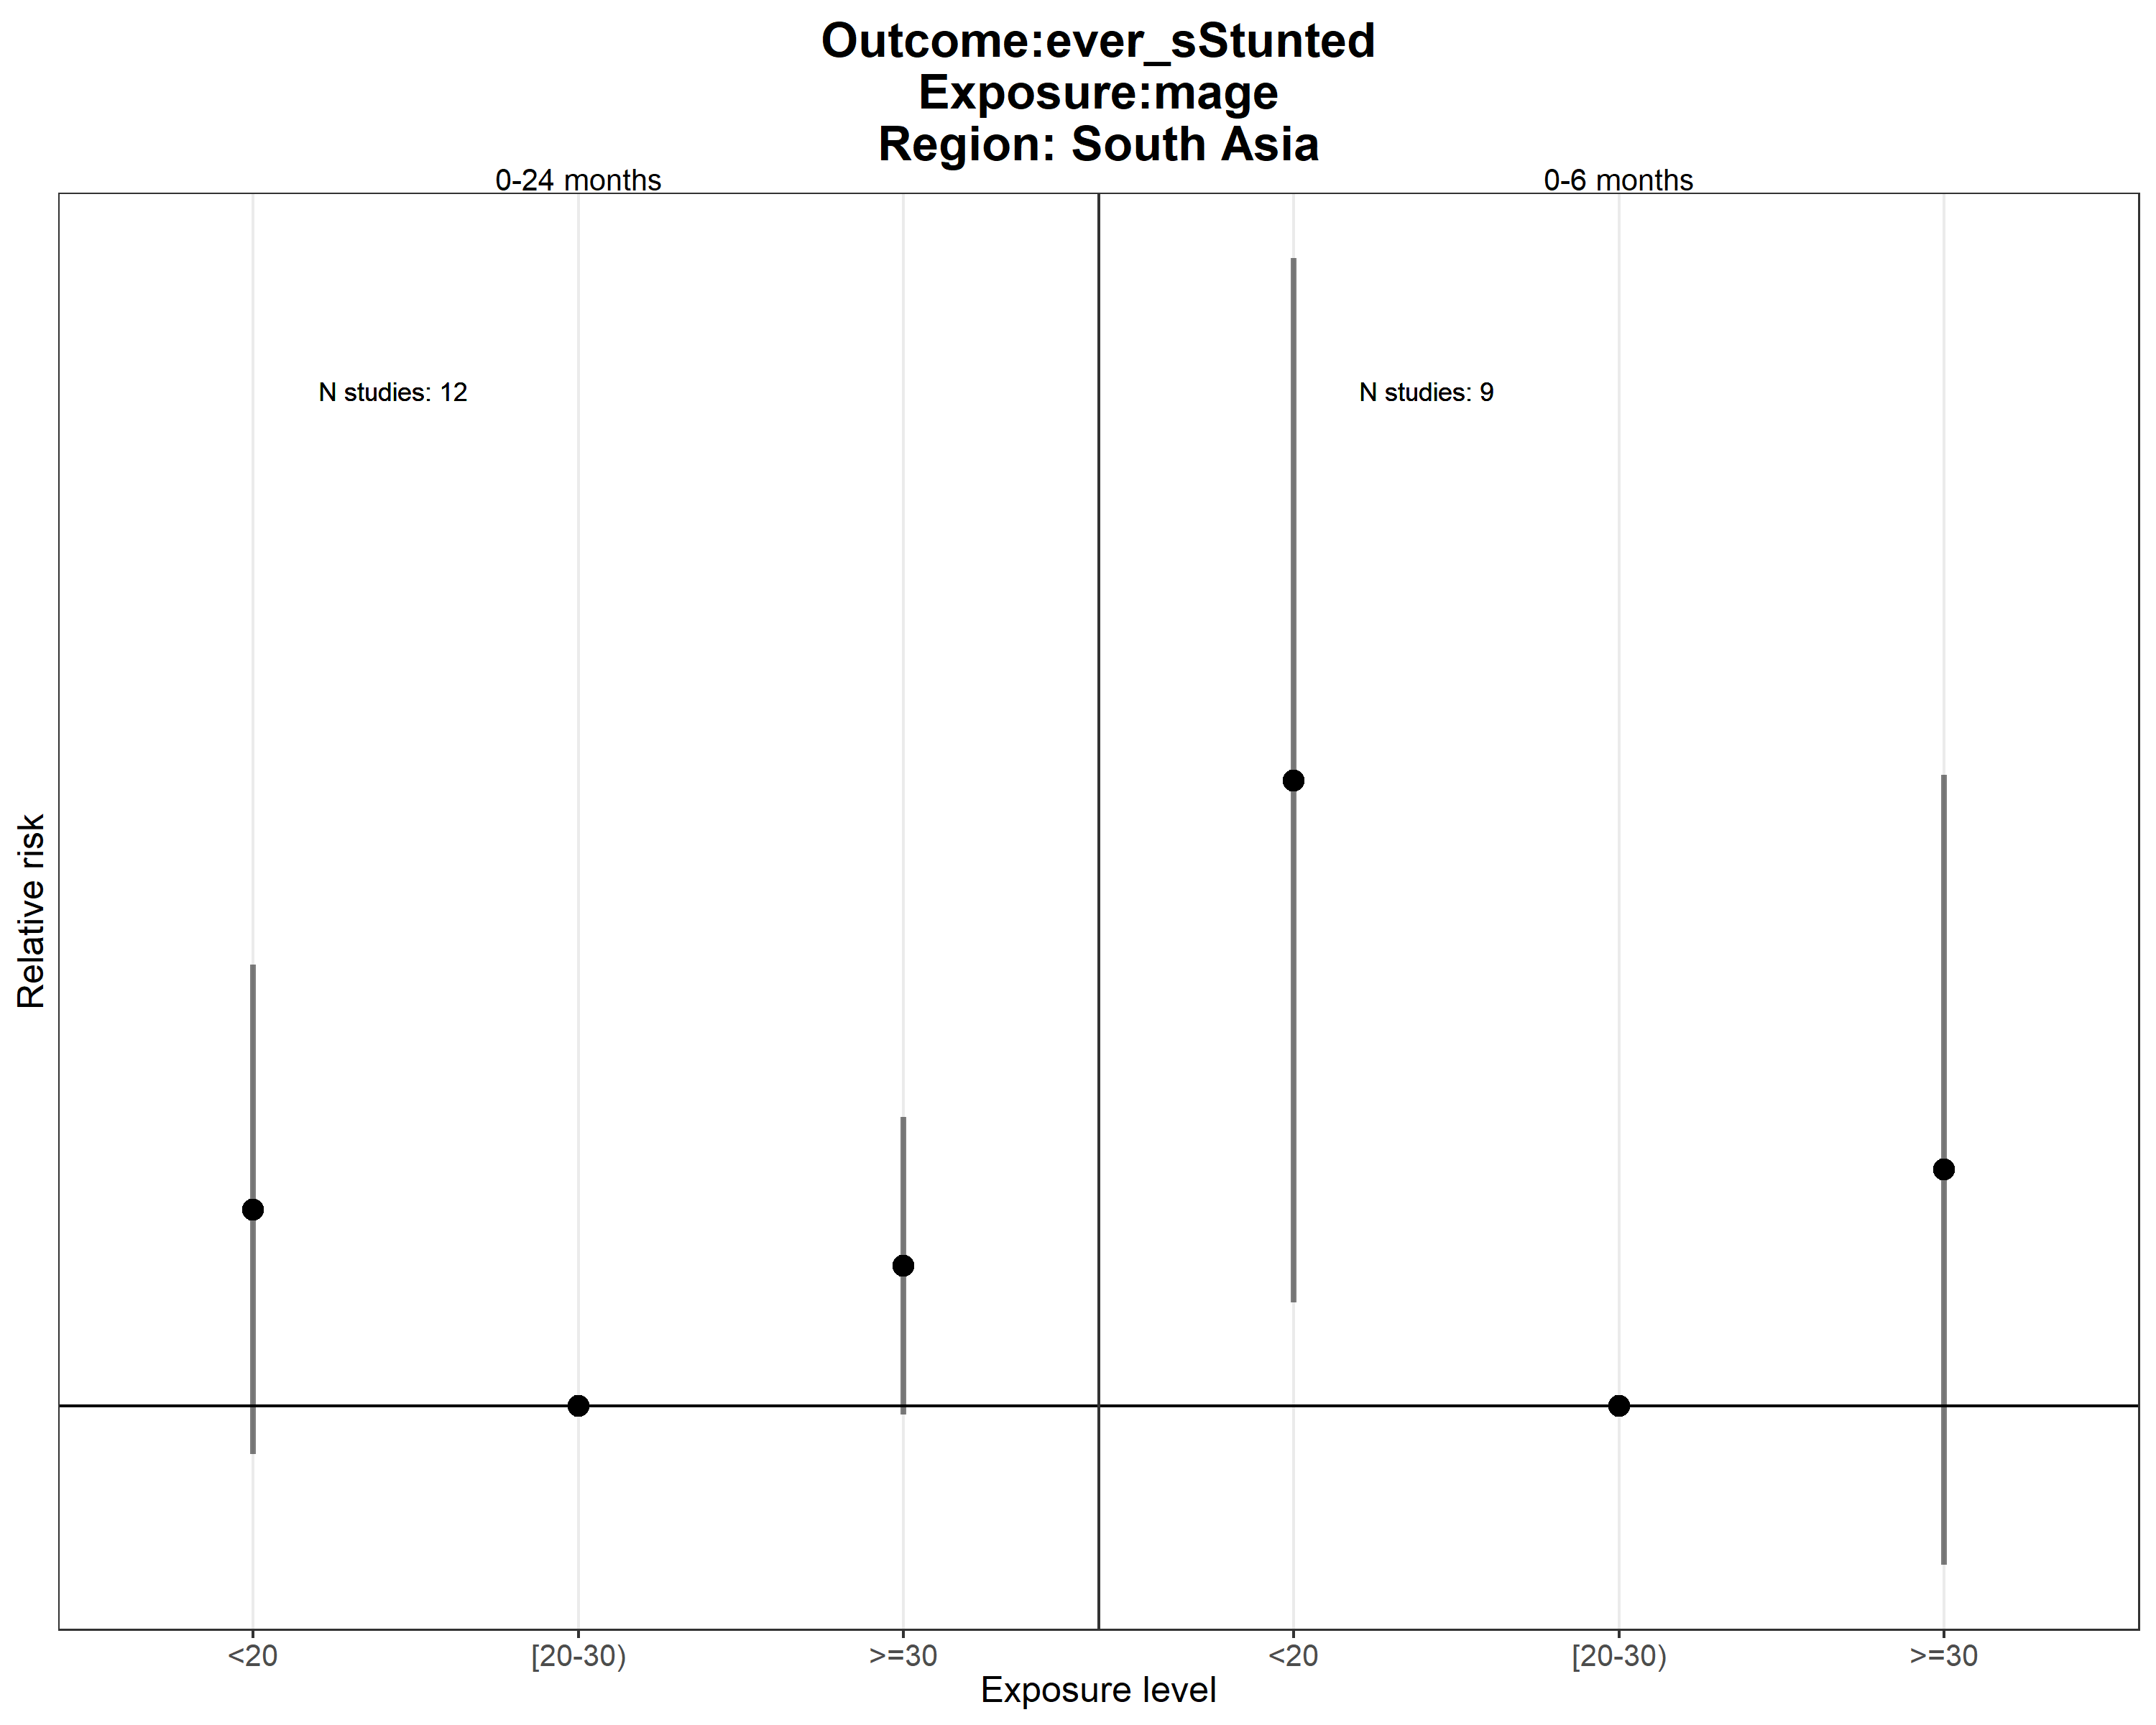 Outcome:ever_sStunted
Exposure:mage
Region: South Asia
0-24 months
0-6 months
N studies: 12
N studies: 9
Relative risk
<20
[20-30)
>=30
<20
[20-30)
>=30
Exposure level